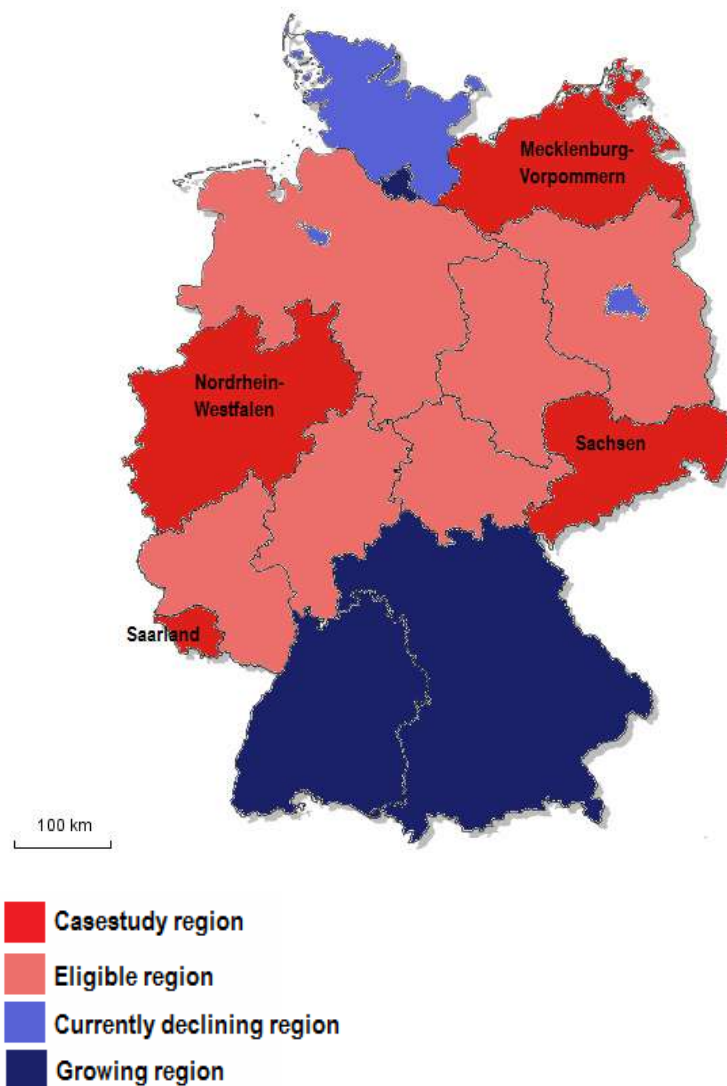 Mecklenburg-
Vorpommern
Nordrhein-
Westfalen
Sachsen
Saarland
100 km
Casestudy region
Eligible region
Currently declining region
Growing region